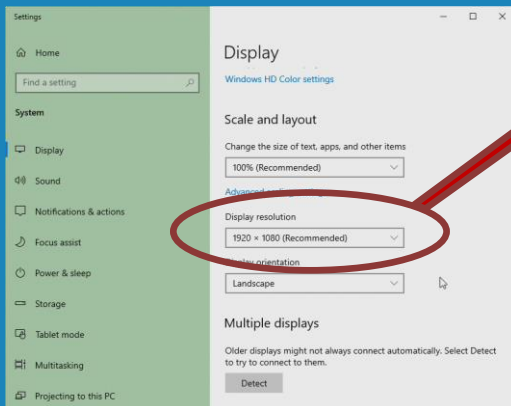 Settings
Home
Find a setting
System
Display
Sound
Notifications & actions
Focus assist
Power & sleep
Storage
Tablet mode
Multitasking
Projecting to this PC
Display
Windows HD Color settings
Scale and layout
Change the size of text, apps, and other items
100% (Recommended)
Advanced
Display resolution
1920 × 1080 (Recommended)
Display orientation
Landscape
Multiple displays
Older displays might not always connect automatically. Select Detect
to try to connect to them.
Detect